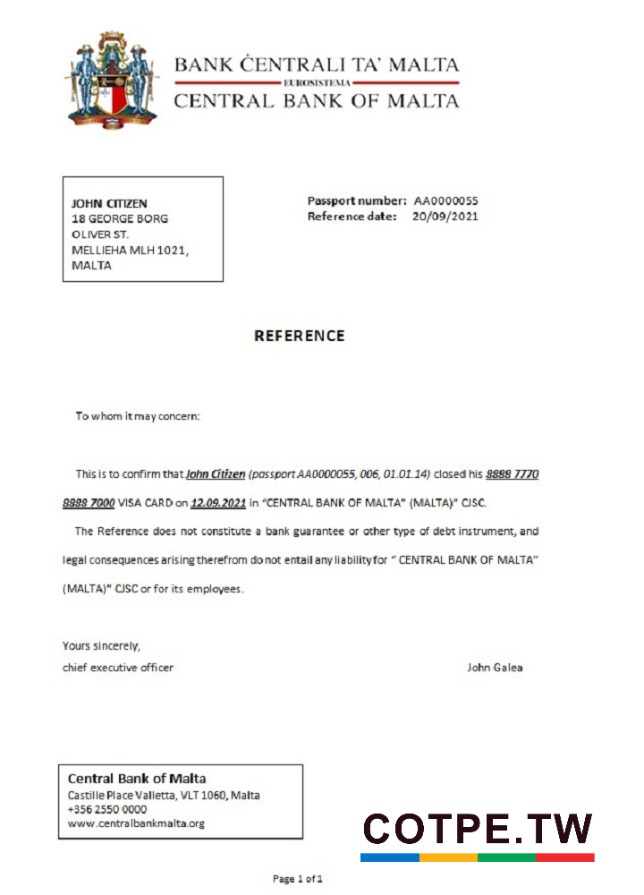 BANK ĊENTRALI TA' MALTA
EUROSISTEMA
CENTRAL BANK OF MALTA
JOHN CITIZEN
18 GEORGE BORG
OLIVER ST.
MELLIEHA MLH 1021,
MALTA
Passport number: AA0000055
Reference date: 20/09/2021
REFERENCE
To whom it may concern:
This is to confirm that John Citizen (passport AA0000055, 006, 01.01.14) closed his 8888 7770
8888 7000 VISA CARD on 12.09.2021 in "CENTRAL BANK OF MALTA" (MALTA)" CJSC.
The Reference does not constitute a bank guarantee or other type of debt instrument, and
legal consequences arising therefrom do not entail any liability for " CENTRAL BANK OF MALTA"
(MALTA)" CJSC or for its employees.
Yours sincerely,
chief executive officer John Galea
Central Bank of Malta
Castille Place Valletta, VLT 1060, Malta
+356 2550 0000
www.centralbankmalta.org
COTPE.TW
Page 1 of 1